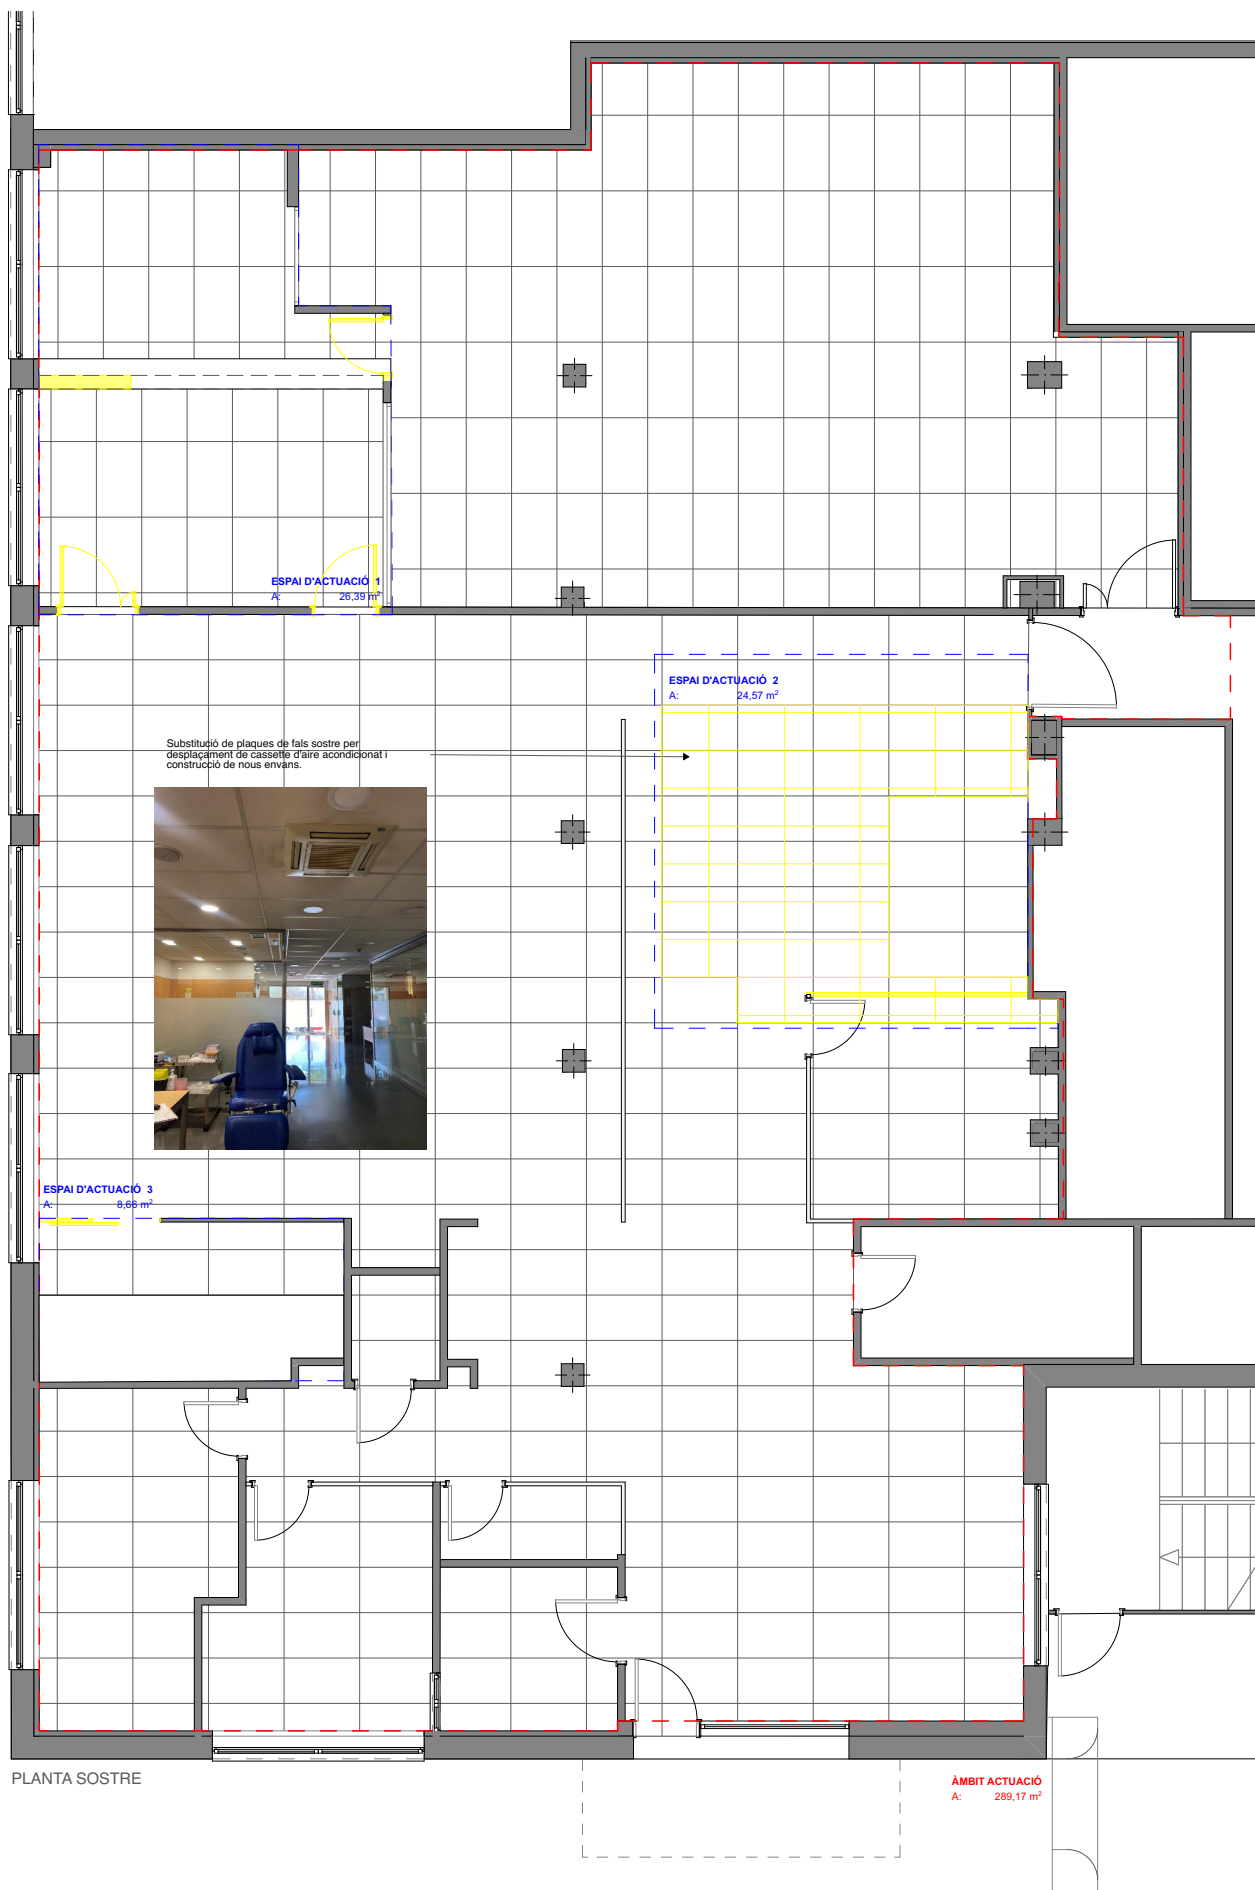 ESPAI D'ACTUACIÓ 1
A: 26,39 m²
ESPAI D'ACTUACIÓ 2
A: 24,57 m²
Substitució de plaques de fals sostre per
desplaçament de cassette d'aire acondicionat i
construcció de nous envans.
ESPAI D'ACTUACIÓ 3
A: 8,66 m²
PLANTA SOSTRE
ÀMBIT ACTUACIÓ
A: 289,17 m²